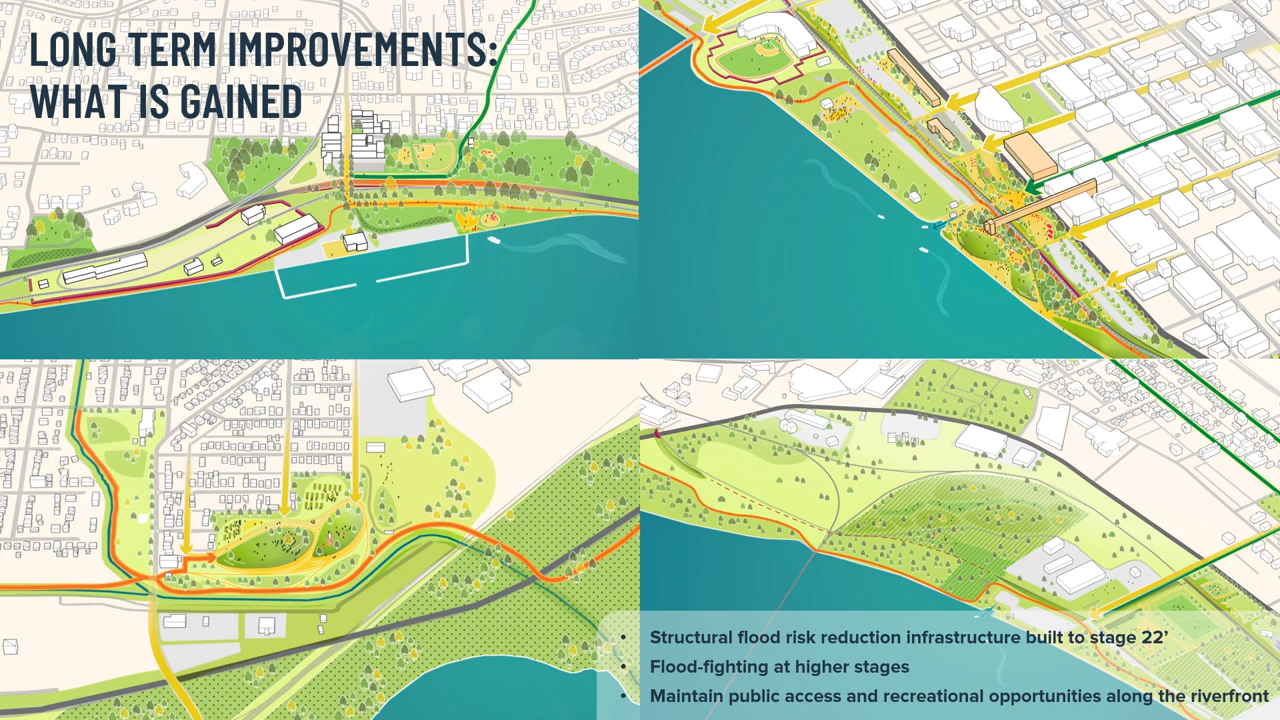 LONG TERM IMPROVEMENTS:
WHAT IS GAINED
• Structural flood risk reduction infrastructure built to stage 22’
• Flood-fighting at higher stages
• Maintain public access and recreational opportunities along the riverfront